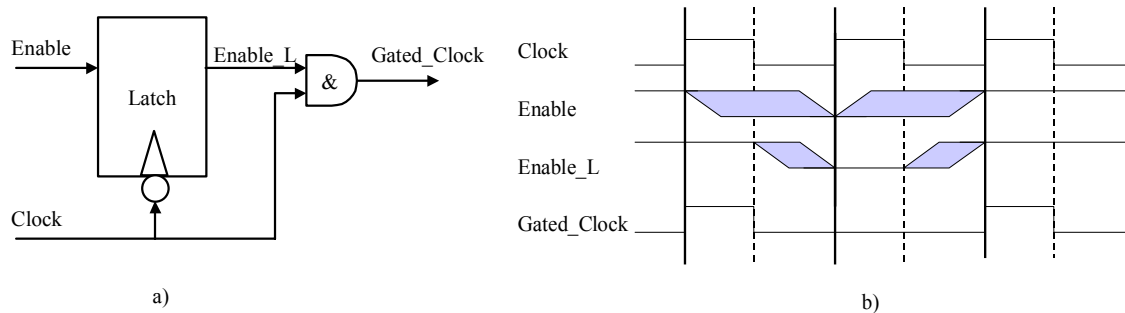 Enable
Enable_L
Gated_Clock
&
Latch
Clock
a)
Clock
Enable
Enable_L
Gated_Clock
b)